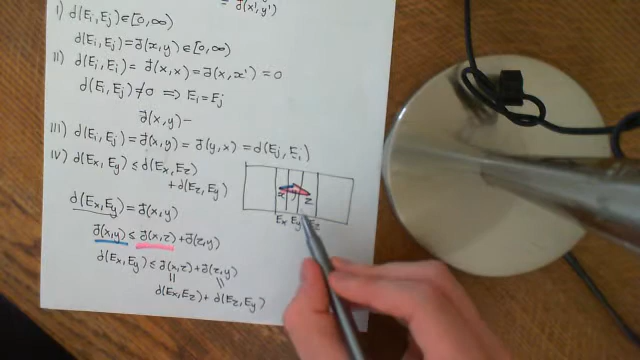 = d̄(x',y')
I) d(Ei,Ej) ∈ [0,∞)
d(Ei,Ej) = d̄(x,y) ∈ [0,∞)
II) d(Ei,Ei) = d̄(x,x) = d̄(x,x') = 0
d(Ei,Ej) ≠ 0 ⟹ Ei = Ej
d̄(x,y) –
III) d(Ei,Ej) = d̄(x,y) = d̄(y,x) = d(Ej,Ei)
IV) d(Ex,Ey) ≤ d(Ex,Ez)
+ d(Ez,Ey)
x z
Ex Ey
d(Ex,Ey) = d̄(x,y)
d̄(x,y) ≤ d̄(x,z) + d̄(z,y)
d(Ex,Ey) ≤ d̄(x,z) + d̄(z,y)
= =
d(Ex,Ez) + d(Ez,Ey)